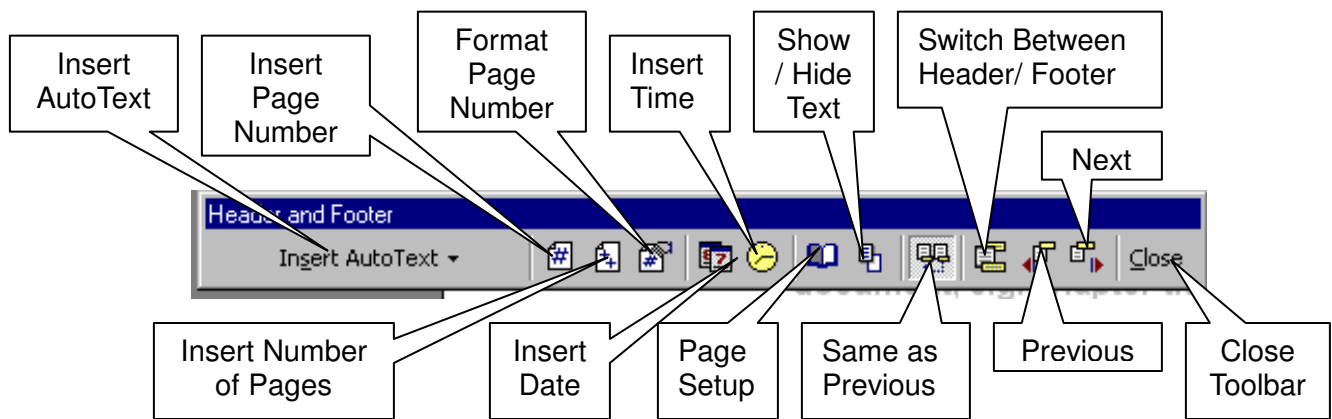 Insert
AutoText
Insert
Page
Number
Format
Page
Number
Insert
Time
Show
/ Hide
Text
Switch Between
Header/ Footer
Next
Header and Footer
Insert AutoText
Close
Insert Number
of Pages
Insert
Date
Page
Setup
Same as
Previous
Previous
Close
Toolbar